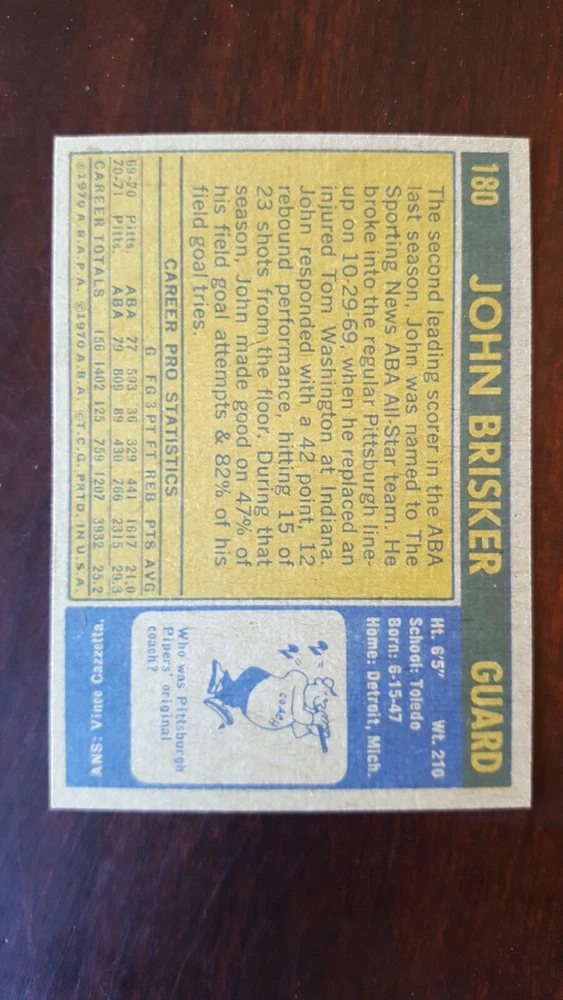 180 JOHN BRISKER GUARD
The second leading scorer in the ABA
last season, John was named to The
Sporting News ABA All-Star team. He
broke into the regular Pittsburgh line-
up on 10-29-69, when he replaced an
injured Tom Washington at Indiana.
John responded with a 42 point, 12
rebound performance, hitting 15 of
23 shots from the floor. During that
season, John made good on 47% of
his field goal attempts & 82% of his
field goal tries.
CAREER PRO STATISTICS
G FG 3PT FT REB PTS AVG
69-70 Pitts. ABA 77 593 36 329 441 1617 21.0
70-71 Pitts. ABA 79 809 89 430 766 2315 29.3
CAREER TOTALS 156 1402 125 759 1207 3932 25.2
©1970 A.B.A.P.A. ©1970 A.B.A. ©T.C.G. PRTD. IN U.S.A.
Ht. 6'5" Wt. 210
School: Toledo
Born: 6-15-47
Home: Detroit, Mich.
Who was Pittsburgh
Pipers' original
coach?
ANS: Vince Cazzetta.